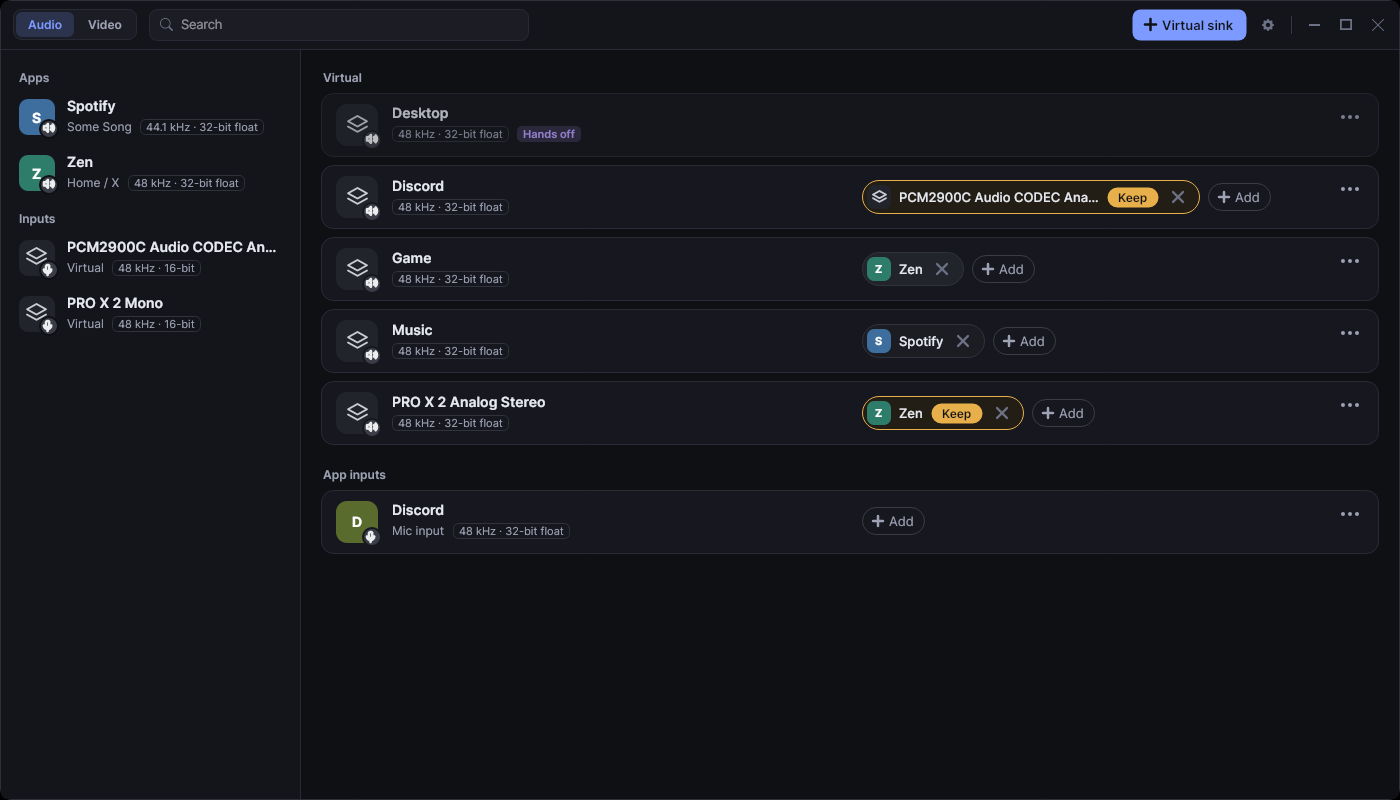 Audio
Video
Search
Virtual sink
Apps
S
Spotify
Some Song 44.1 kHz · 32-bit float
Z
Zen
Home / X 48 kHz · 32-bit float
Inputs
PCM2900C Audio CODEC An...
Virtual 48 kHz · 16-bit
PRO X 2 Mono
Virtual 48 kHz · 16-bit
Virtual
Desktop
48 kHz · 32-bit float Hands off
Discord
48 kHz · 32-bit float
PCM2900C Audio CODEC Ana... Keep Add
Game
48 kHz · 32-bit float
Z Zen Add
Music
48 kHz · 32-bit float
S Spotify Add
PRO X 2 Analog Stereo
48 kHz · 32-bit float
Z Zen Keep Add
App inputs
D
Discord
Mic input 48 kHz · 32-bit float
Add